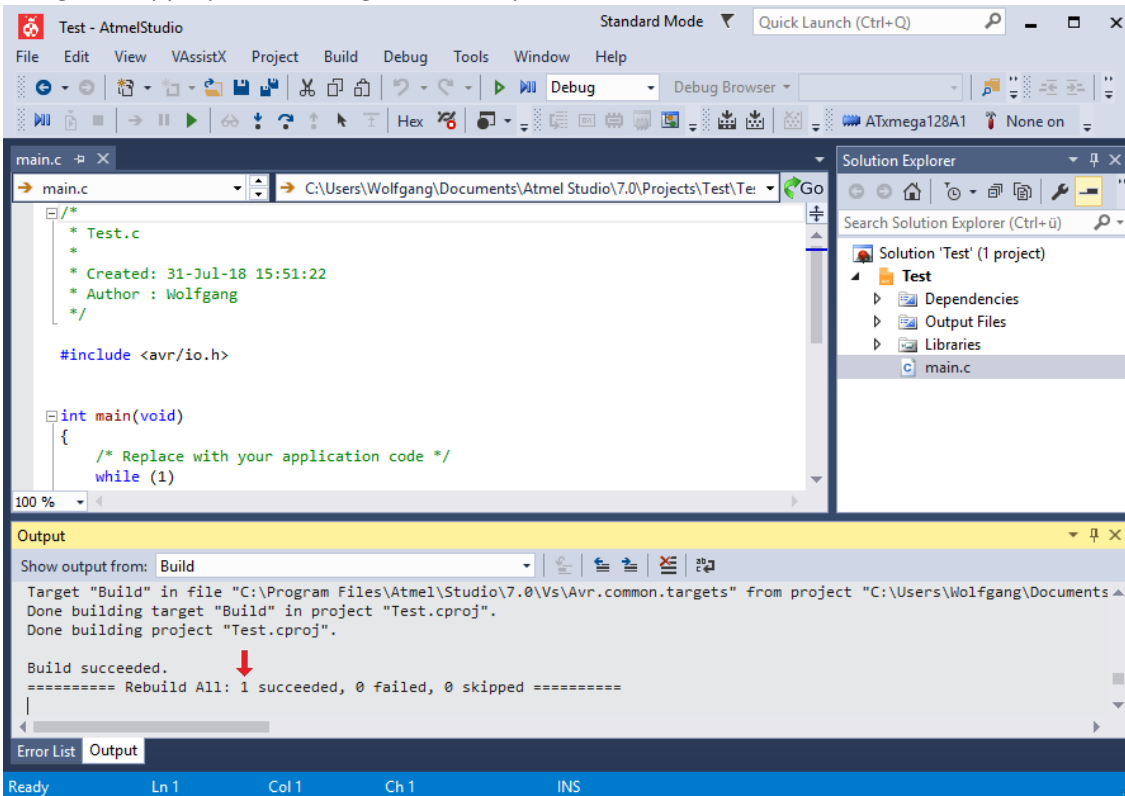 Test - AtmelStudio
Standard Mode
Quick Launch (Ctrl+Q)
File Edit View VAssistX Project Build Debug Tools Window Help
Debug
Debug Browser
Hex
ATxmega128A1
None on
main.c
Solution Explorer
main.c
C:\Users\Wolfgang\Documents\Atmel Studio\7.0\Projects\Test\Te
Go
Search Solution Explorer (Ctrl+ü)
/*
* Test.c
*
* Created: 31-Jul-18 15:51:22
* Author : Wolfgang
*/
#include <avr/io.h>
int main(void)
{
/* Replace with your application code */
while (1)
100 %
Solution 'Test' (1 project)
Test
Dependencies
Output Files
Libraries
main.c
Output
Show output from: Build
Target "Build" in file "C:\Program Files\Atmel\Studio\7.0\Vs\Avr.common.targets" from project "C:\Users\Wolfgang\Documents
Done building target "Build" in project "Test.cproj".
Done building project "Test.cproj".
Build succeeded.
========== Rebuild All: 1 succeeded, 0 failed, 0 skipped ==========
Error List Output
Ready Ln 1 Col 1 Ch 1 INS